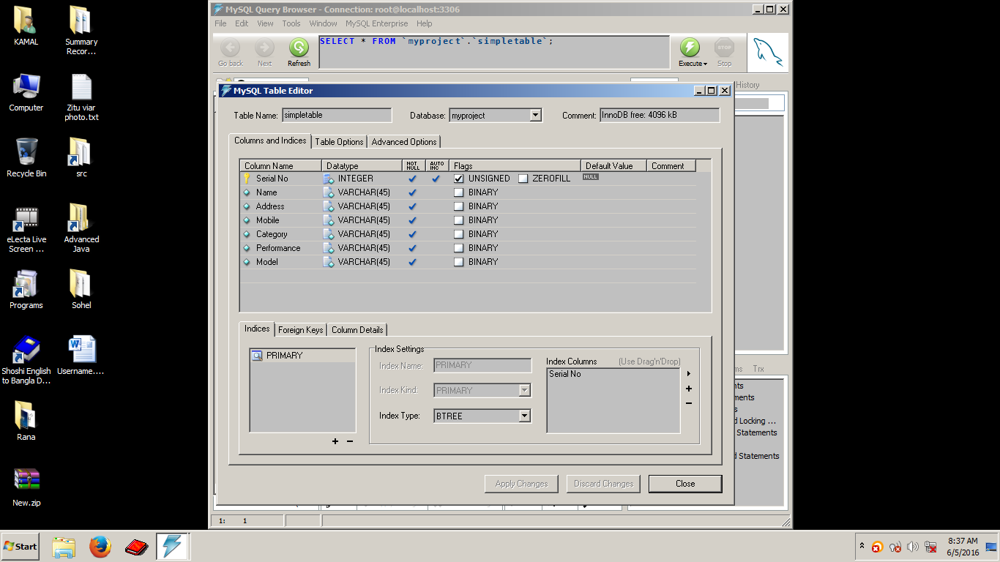 KAMAL
Summary
Recor...
Computer
Zitu viar
photo.txt
Recycle Bin
src
eLecta Live
Screen ...
Advanced
Java
Programs
Sohel
Shoshi English
to Bangla D...
Username....
Rana
New.zip
MySQL Query Browser - Connection: root@localhost:3306
File Edit View Tools Window MySQL Enterprise Help
Go back Next Refresh
SELECT * FROM `myproject`.`simpletable`;
Execute Stop
History
MySQL Table Editor
Table Name: simpletable Database: myproject Comment: InnoDB free: 4096 kB
Columns and Indices Table Options Advanced Options
Column Name Datatype NOT NULL AUTO INC Flags Default Value Comment
Serial No INTEGER UNSIGNED ZEROFILL NULL
Name VARCHAR(45) BINARY
Address VARCHAR(45) BINARY
Mobile VARCHAR(45) BINARY
Category VARCHAR(45) BINARY
Performance VARCHAR(45) BINARY
Model VARCHAR(45) BINARY
Indices Foreign Keys Column Details
PRIMARY
Index Settings
Index Name: PRIMARY
Index Kind: PRIMARY
Index Type: BTREE
Index Columns (Use Drag'n'Drop)
Serial No
Apply Changes Discard Changes Close
Trx
Locking ...
Statements
Statements
1: 1
Start
8:37 AM
6/5/2016